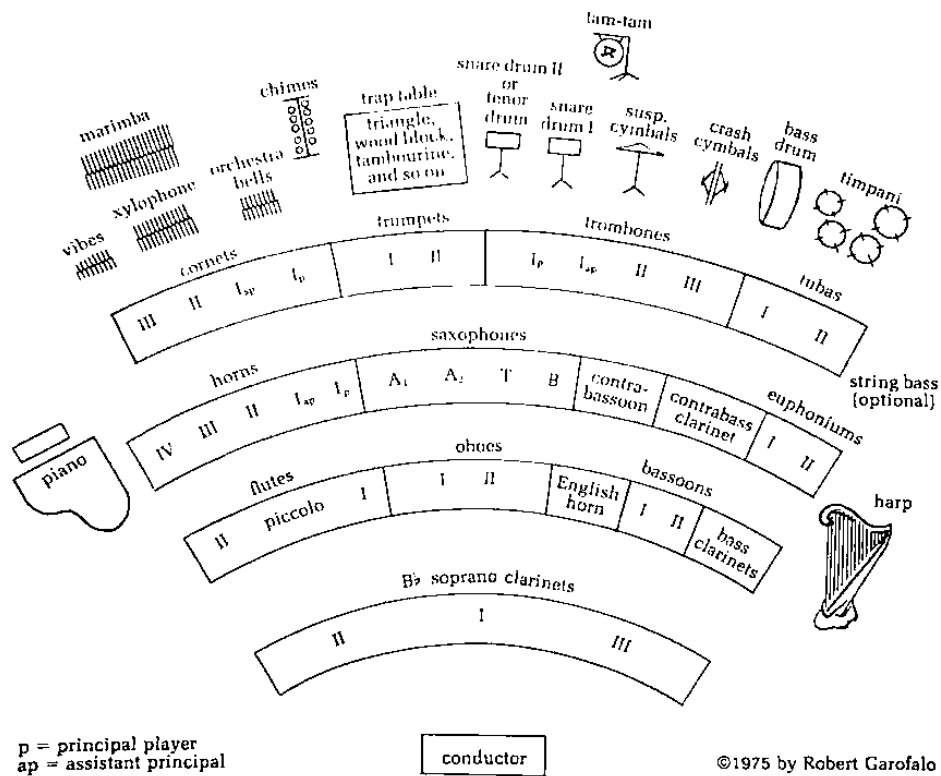 tam-tam
snare drum II
or
tenor
drum
snare
drum I
susp.
cymbals
crash
cymbals
bass
drum
timpani
chimes
trap table
triangle,
wood block,
tambourine,
and so on
marimba
orchestra
bells
xylophone
vibes
cornets
trumpets
trombones
tubas
III II Iap Ip
I II
Ip Iap II III
I II
string bass
(optional)
horns
saxophones
euphoniums
IV III II Iap Ip
A1 A2 T B
contra-
bassoon
contrabass
clarinet
I II
piano
flutes
oboes
bassoons
harp
II piccolo I
I II
English
horn
I II
bass
clarinets
B♭ soprano clarinets
II I III
p = principal player
ap = assistant principal
conductor
©1975 by Robert Garofalo